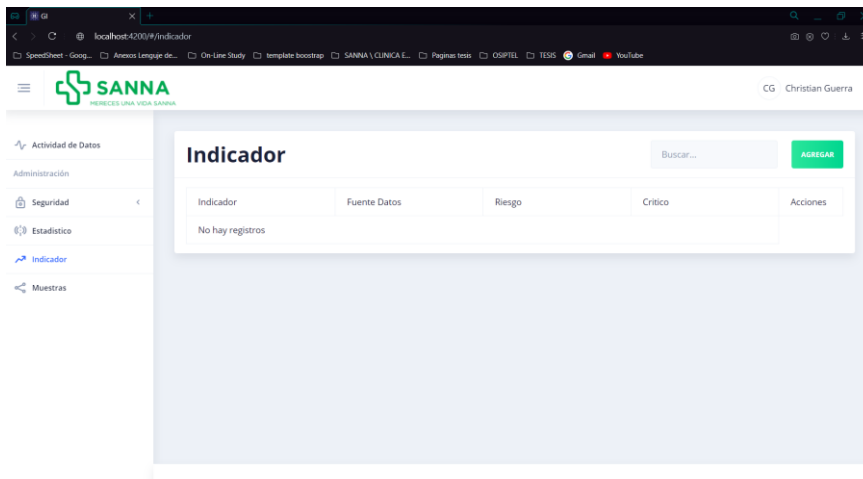 GI
localhost:4200/#/indicador
SpeedSheet - Goog... Anexos Lenguje de... On-Line Study template boostrap SANNA \ CLINICA E... Paginas tesis OSIPTEL TESIS Gmail YouTube
SANNA
MERECES UNA VIDA SANNA
CG Christian Guerra
Actividad de Datos
Administración
Seguridad
Estadistico
Indicador
Muestras
Indicador
Buscar...
AGREGAR
Indicador Fuente Datos Riesgo Critico Acciones
No hay registros